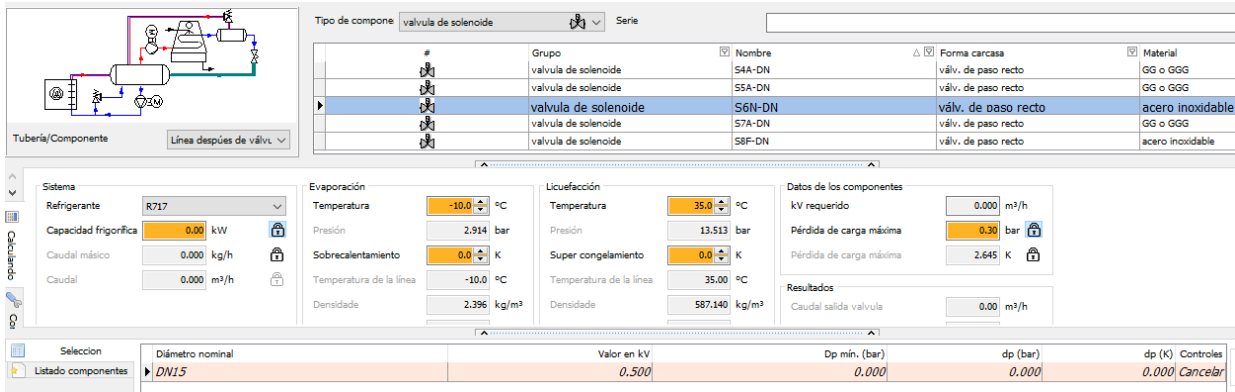 Tipo de compone valvula de solenoide Serie
# Grupo Nombre Forma carcasa Material
valvula de solenoide S4A-DN válv. de paso recto GG o GGG
valvula de solenoide S5A-DN válv. de paso recto GG o GGG
valvula de solenoide S6N-DN válv. de paso recto acero inoxidable
valvula de solenoide S7A-DN válv. de paso recto GG o GGG
valvula de solenoide S8F-DN válv. de paso recto acero inoxidable
M
Tubería/Componente Línea despúes de válvu
Sistema Evaporación Licuefacción Datos de los componentes
Refrigerante R717 Temperatura -10.0 °C Temperatura 35.0 °C kV requerido 0.000 m³/h
Capacidad frigorífica 0.00 kW Presión 2.914 bar Presión 13.513 bar Pérdida de carga máxima 0.30 bar
Caudal másico 0.000 kg/h Sobrecalentamiento 0.0 K Super congelamiento 0.0 K Pérdida de carga máxima 2.645 K
Caudal 0.000 m³/h Temperatura de la línea -10.0 °C Temperatura de la línea 35.00 °C Resultados
Densidade 2.396 kg/m³ Densidade 587.140 kg/m³ Caudal salida valvula 0.00 m³/h
Calculando
Seleccion Diámetro nominal Valor en kV Dp mín. (bar) dp (bar) dp (K) Controles
Listado componentes DN15 0.500 0.000 0.000 0.000 Cancelar